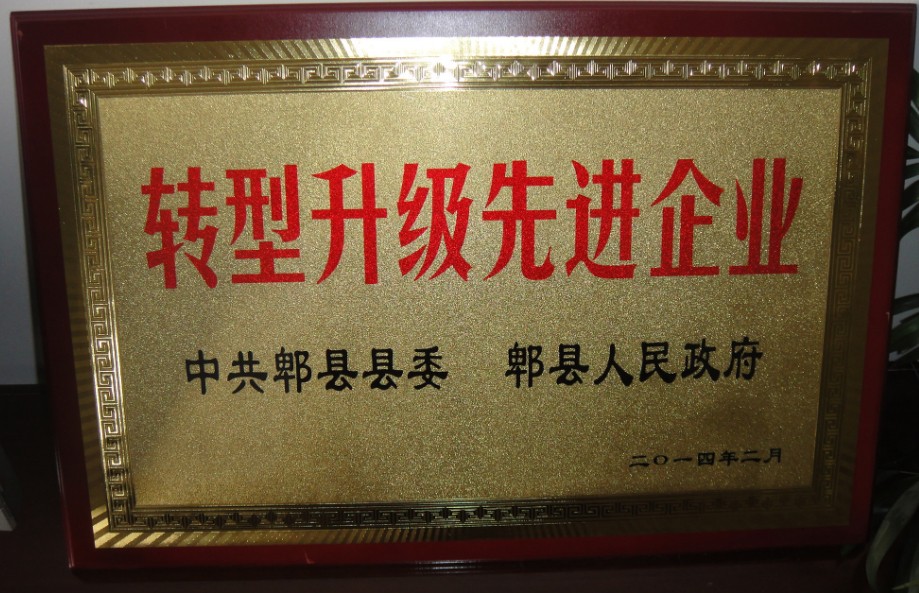 转型升级先进企业
中共郫县县委 郫县人民政府
二〇一四年二月